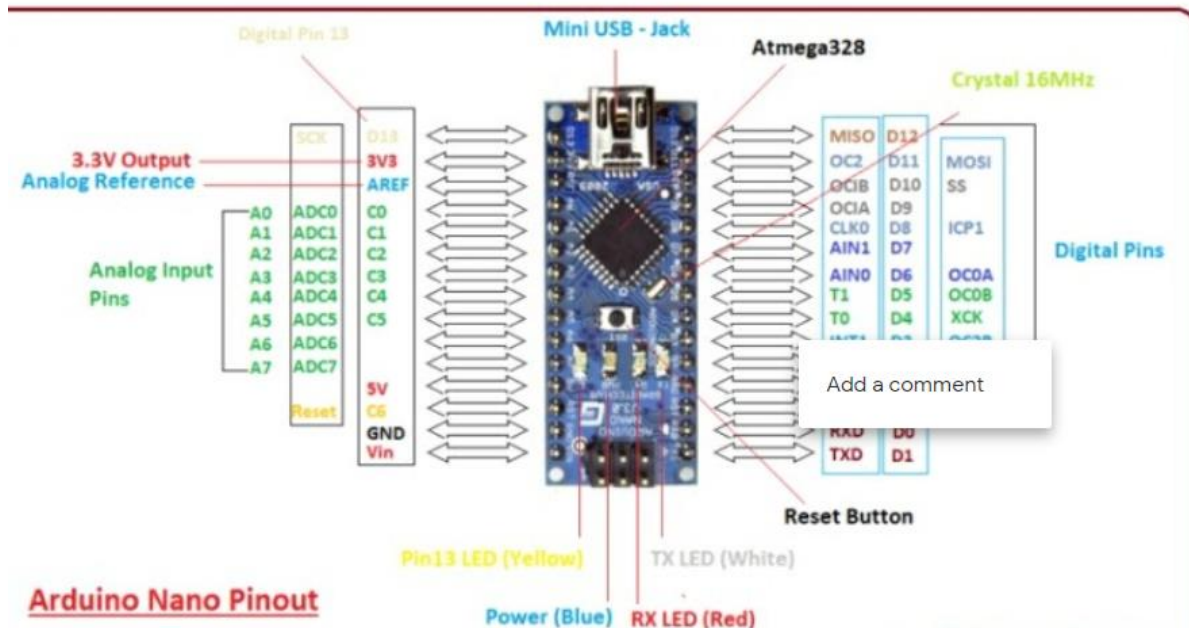 Digital Pin 13
Mini USB - Jack
Atmega328
Crystal 16MHz
SCK D13
3.3V Output 3V3
Analog Reference AREF
A0 ADC0 C0
A1 ADC1 C1
A2 ADC2 C2
A3 ADC3 C3
A4 ADC4 C4
A5 ADC5 C5
A6 ADC6
A7 ADC7
Analog Input
Pins
5V
Reset C6
GND
Vin
MISO D12
OC2 D11 MOSI
OCIB D10 SS
OCIA D9
CLK0 D8 ICP1
AIN1 D7
AIN0 D6 OC0A
T1 D5 OC0B
T0 D4 XCK
INT1
Digital Pins
Add a comment
RXD D0
TXD D1
Reset Button
Pin13 LED (Yellow)
TX LED (White)
Power (Blue)
RX LED (Red)
Arduino Nano Pinout